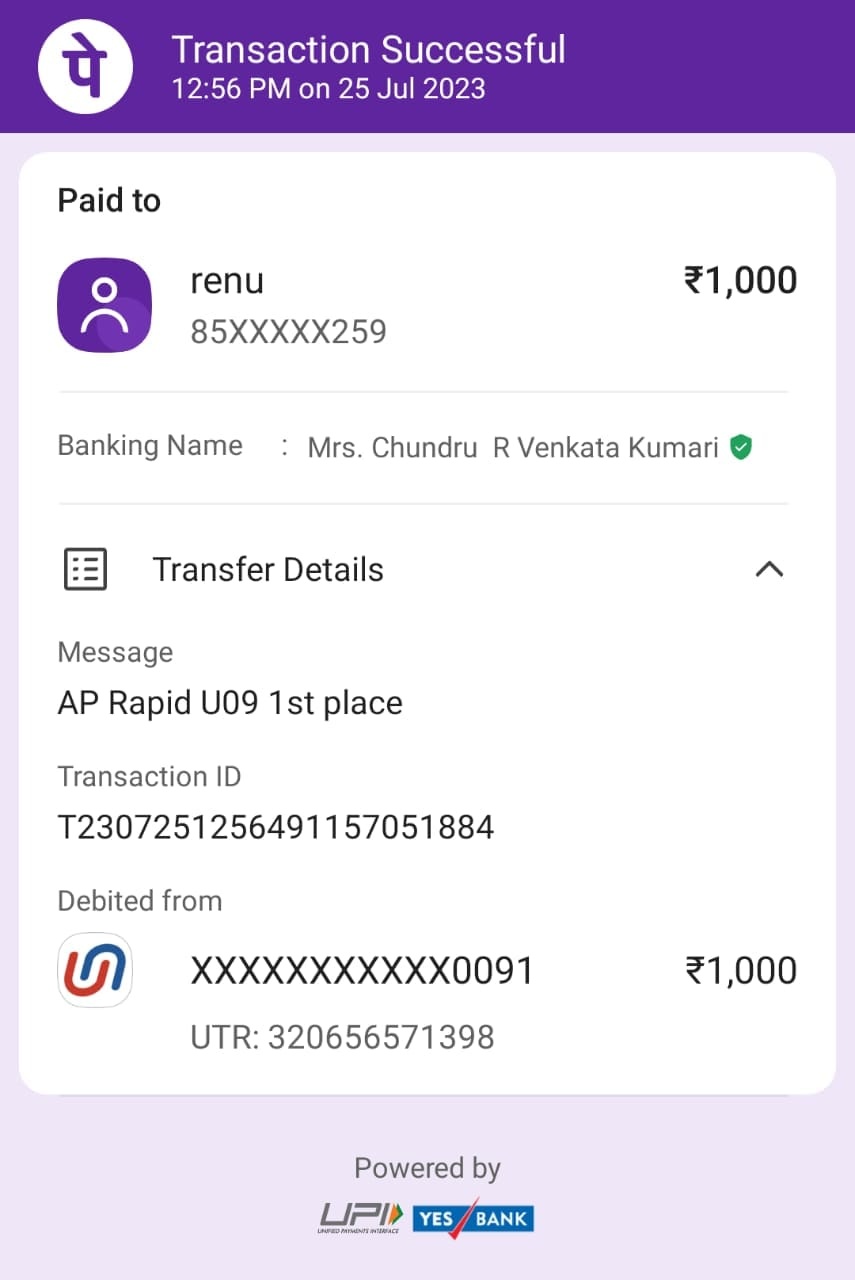 पे
Transaction Successful
12:56 PM on 25 Jul 2023
Paid to
renu ₹1,000
85XXXXX259
Banking Name : Mrs. Chundru R Venkata Kumari
Transfer Details
Message
AP Rapid U09 1st place
Transaction ID
T2307251256491157051884
Debited from
XXXXXXXXXXX0091 ₹1,000
UTR: 320656571398
Powered by
UPI YES BANK
UNIFIED PAYMENTS INTERFACE